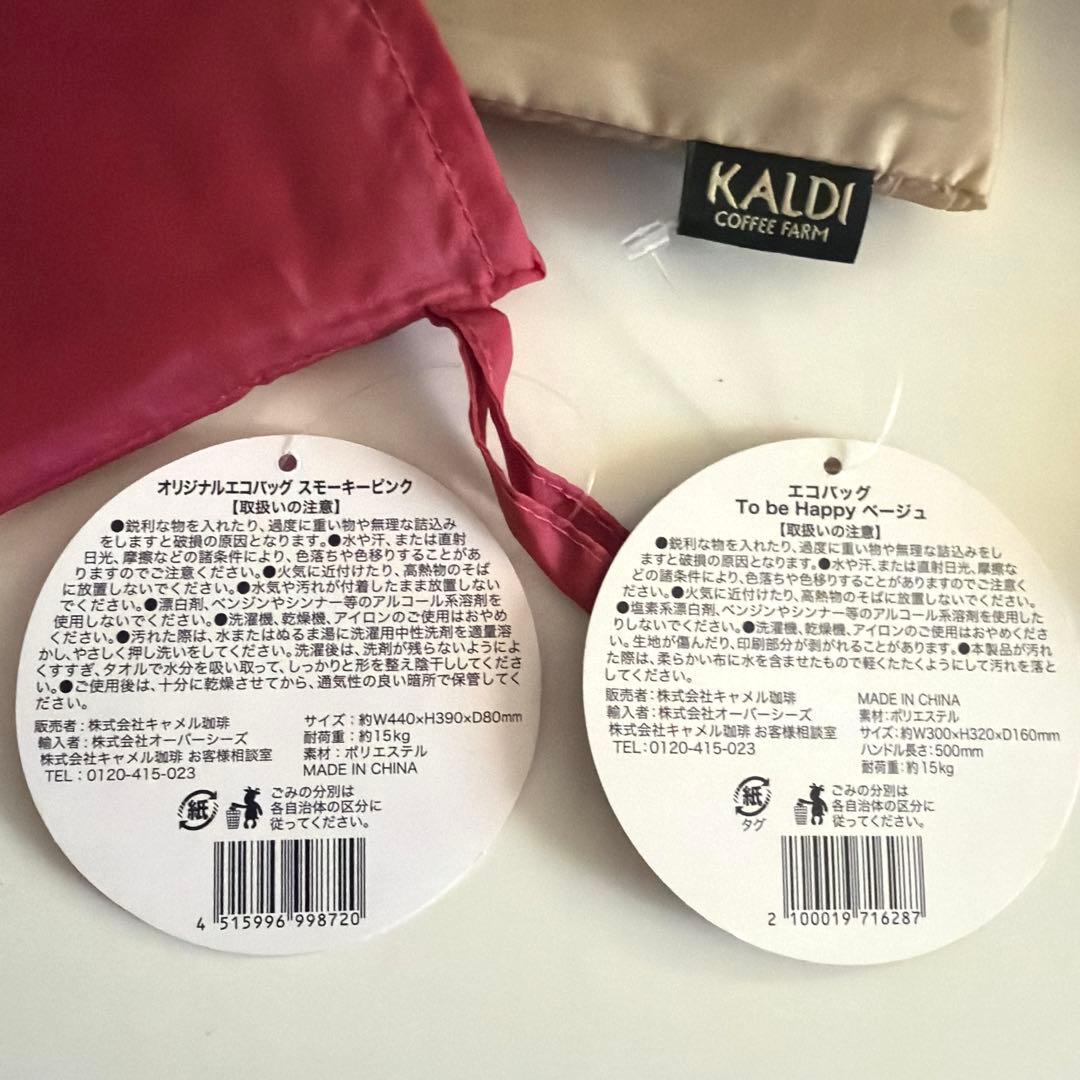 KALDI
COFFEE FARM
オリジナルエコバッグ スモーキーピンク
【取扱いの注意】
●鋭利な物を入れたり、過度に重い物や無理な詰込み
をしますと破損の原因となります。●水や汗、または直射
日光、摩擦などの諸条件により、色落ちや色移りすることがあ
りますのでご注意ください。●火気に近付けたり、高熱物のそば
に放置しないでください。●水気や汚れが付着したまま放置しない
でください。●漂白剤、ベンジンやシンナー等のアルコール系溶剤を
使用しないでください。●洗濯機、乾燥機、アイロンのご使用はおやめ
ください。●汚れた際は、水またはぬるま湯に洗濯用中性洗剤を適量溶
かし、やさしく押し洗いをしてください。洗濯後は、洗剤が残らないようによ
くすすぎ、タオルで水分を吸い取って、しっかりと形を整え陰干ししてくださ
い。●ご使用後は、十分に乾燥させてから、通気性の良い暗所で保管してく
ださい。
販売者：株式会社キャメル珈琲
輸入者：株式会社オーバーシーズ
株式会社キャメル珈琲 お客様相談室
TEL：0120-415-023
サイズ：約W440×H390×D80mm
耐荷重：約15kg
素材：ポリエステル
MADE IN CHINA
紙
ごみの分別は
各自治体の区分に
従ってください。
4 515996 998720
エコバッグ
To be Happy ベージュ
【取扱いの注意】
●鋭利な物を入れたり、過度に重い物や無理な詰込みをし
ますと破損の原因となります。●水や汗、または直射日光、摩擦な
どの諸条件により、色落ちや色移りすることがありますのでご注意く
ださい。●火気に近付けたり、高熱物のそばに放置しないでください。
●塩素系漂白剤、ベンジンやシンナー等のアルコール系溶剤を使用した
りしないでください。●洗濯機、乾燥機、アイロンのご使用はおやめくださ
い。生地が傷んだり、印刷部分が剥がれることがあります。●本製品が汚れ
た際は、柔らかい布に水を含ませたもので軽くたたくようにして汚れを落と
してください。
販売者：株式会社キャメル珈琲
輸入者：株式会社オーバーシーズ
株式会社キャメル珈琲 お客様相談室
TEL：0120-415-023
MADE IN CHINA
素材：ポリエステル
サイズ：約W300×H320×D160mm
ハンドル長さ：500mm
耐荷重：約15kg
紙
タグ
ごみの分別は
各自治体の区分に
従ってください。
2 100019 716287